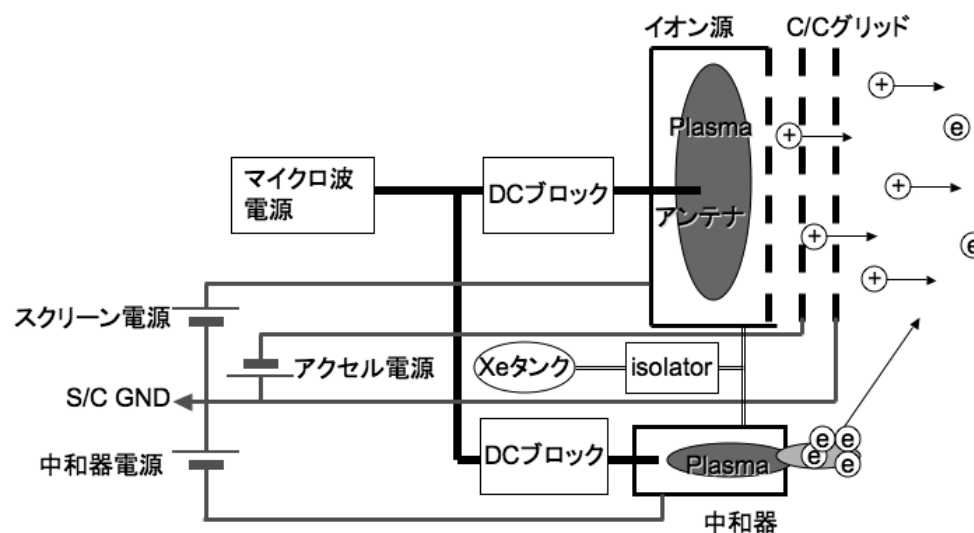 イオン源
C/Cグリッド
+
e
Plasma
+
マイクロ波
電源
DCブロック
+
アンテナ
+
e
+
スクリーン電源
アクセル電源
Xeタンク
isolator
S/C GND
中和器電源
DCブロック
Plasma
e
e
e
e
中和器